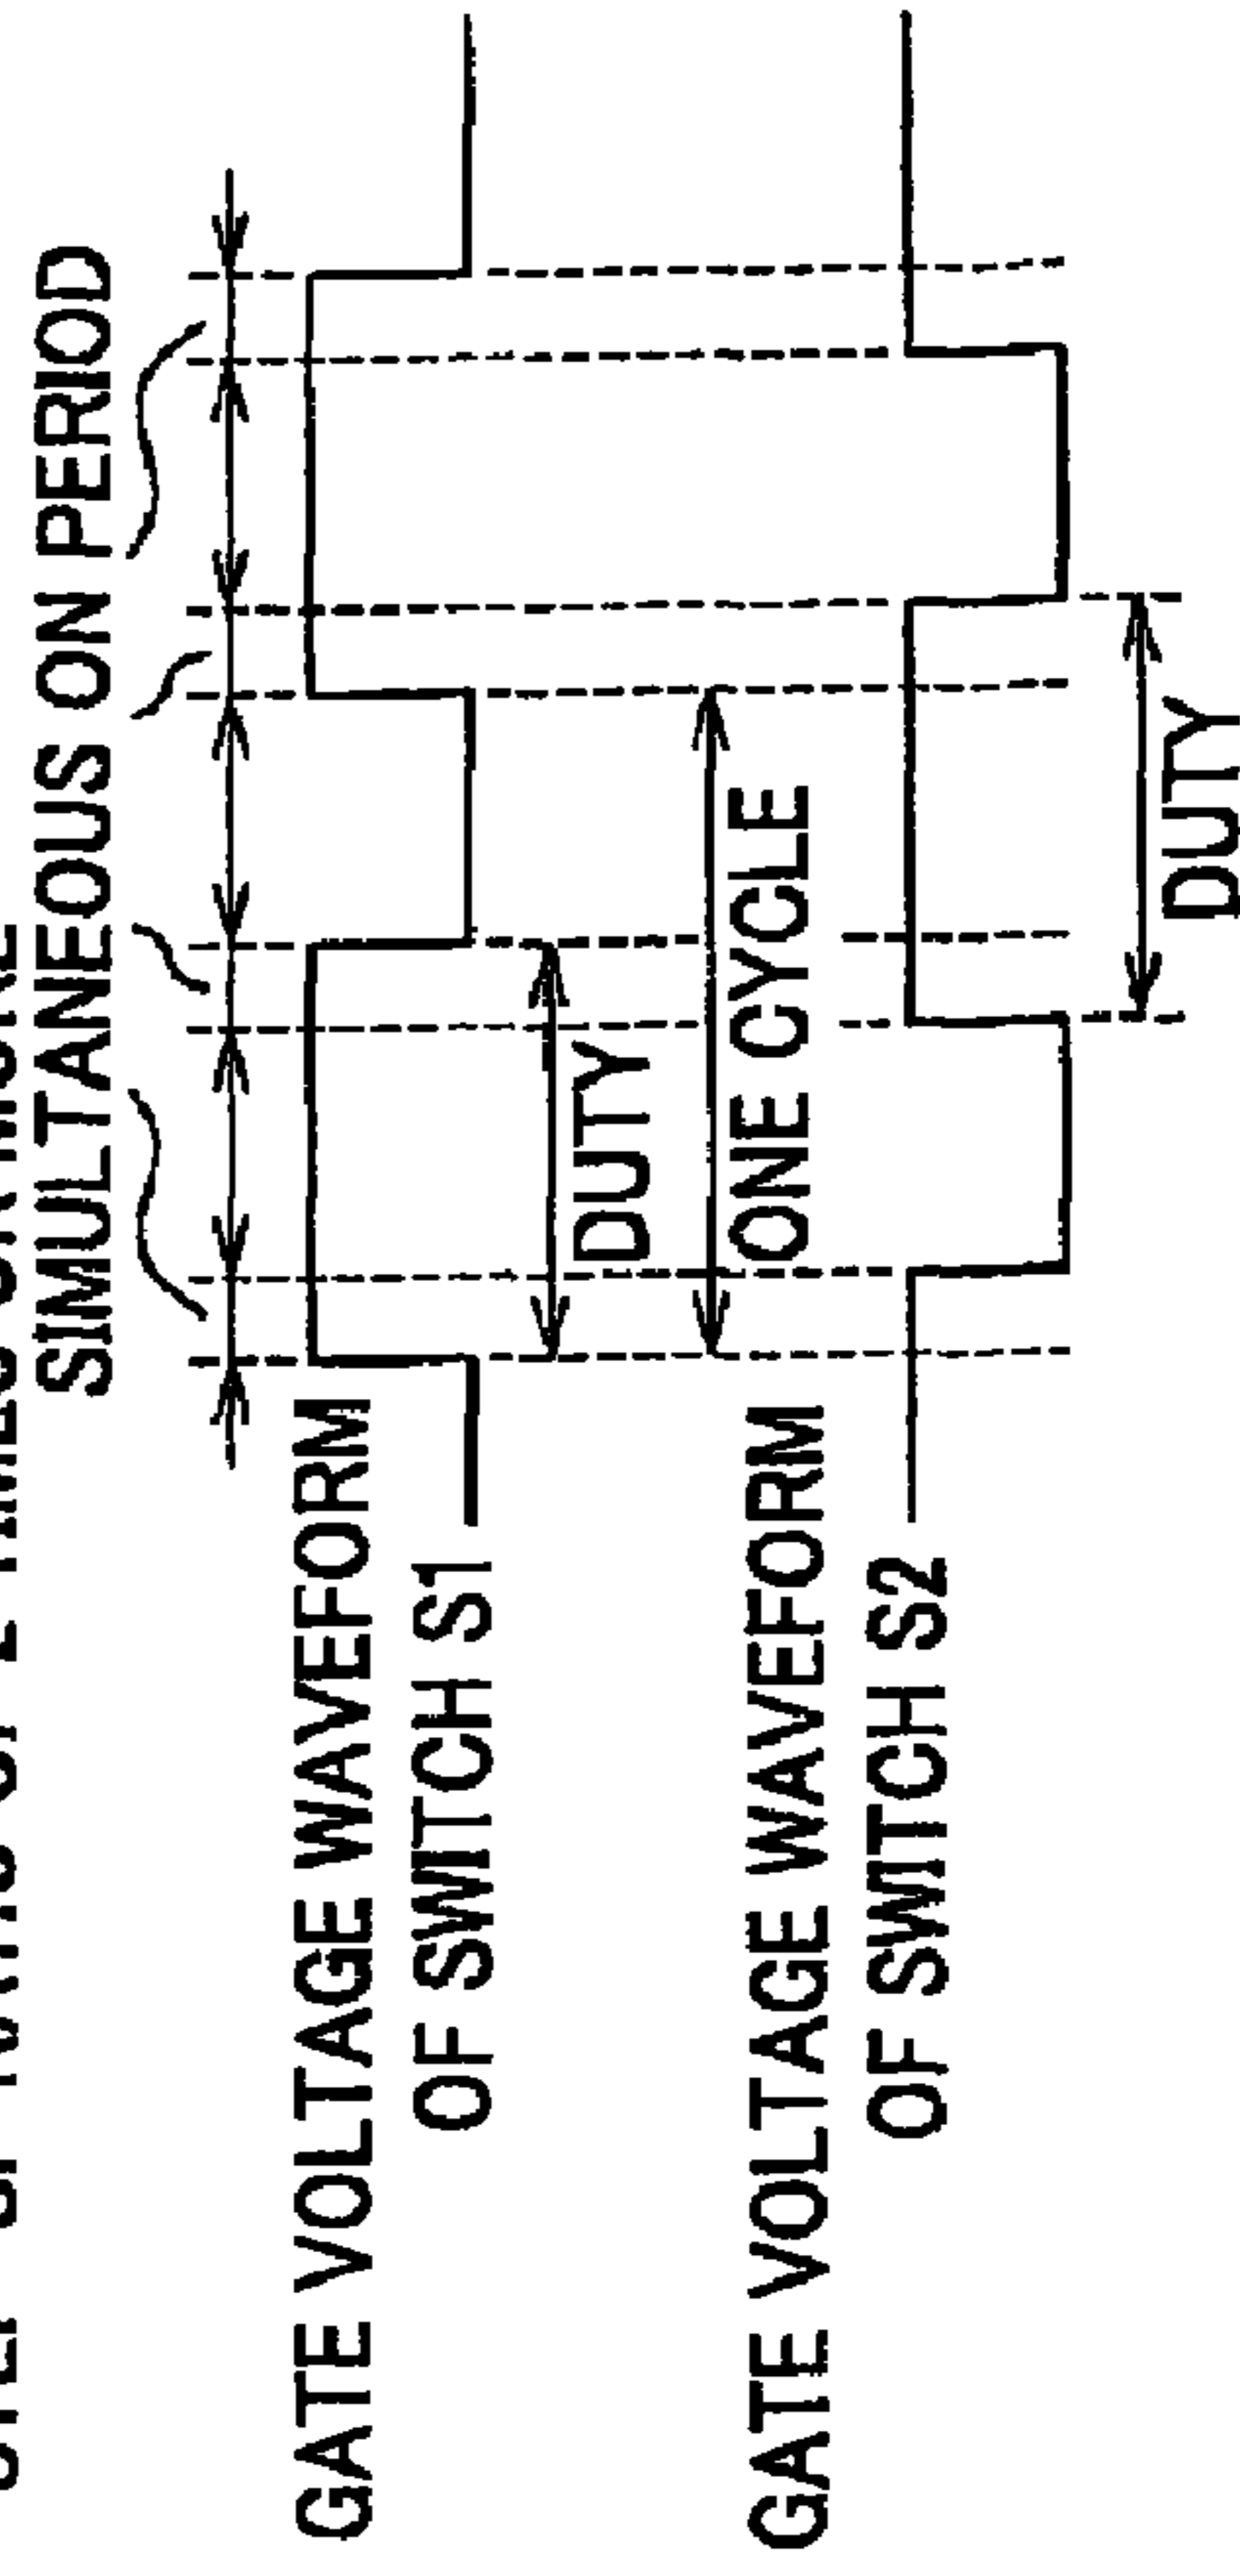 SIMULTANEOUS ON PERIOD
GATE VOLTAGE WAVEFORM
OF SWITCH S1
DUTY
ONE CYCLE
GATE VOLTAGE WAVEFORM
OF SWITCH S2
DUTY